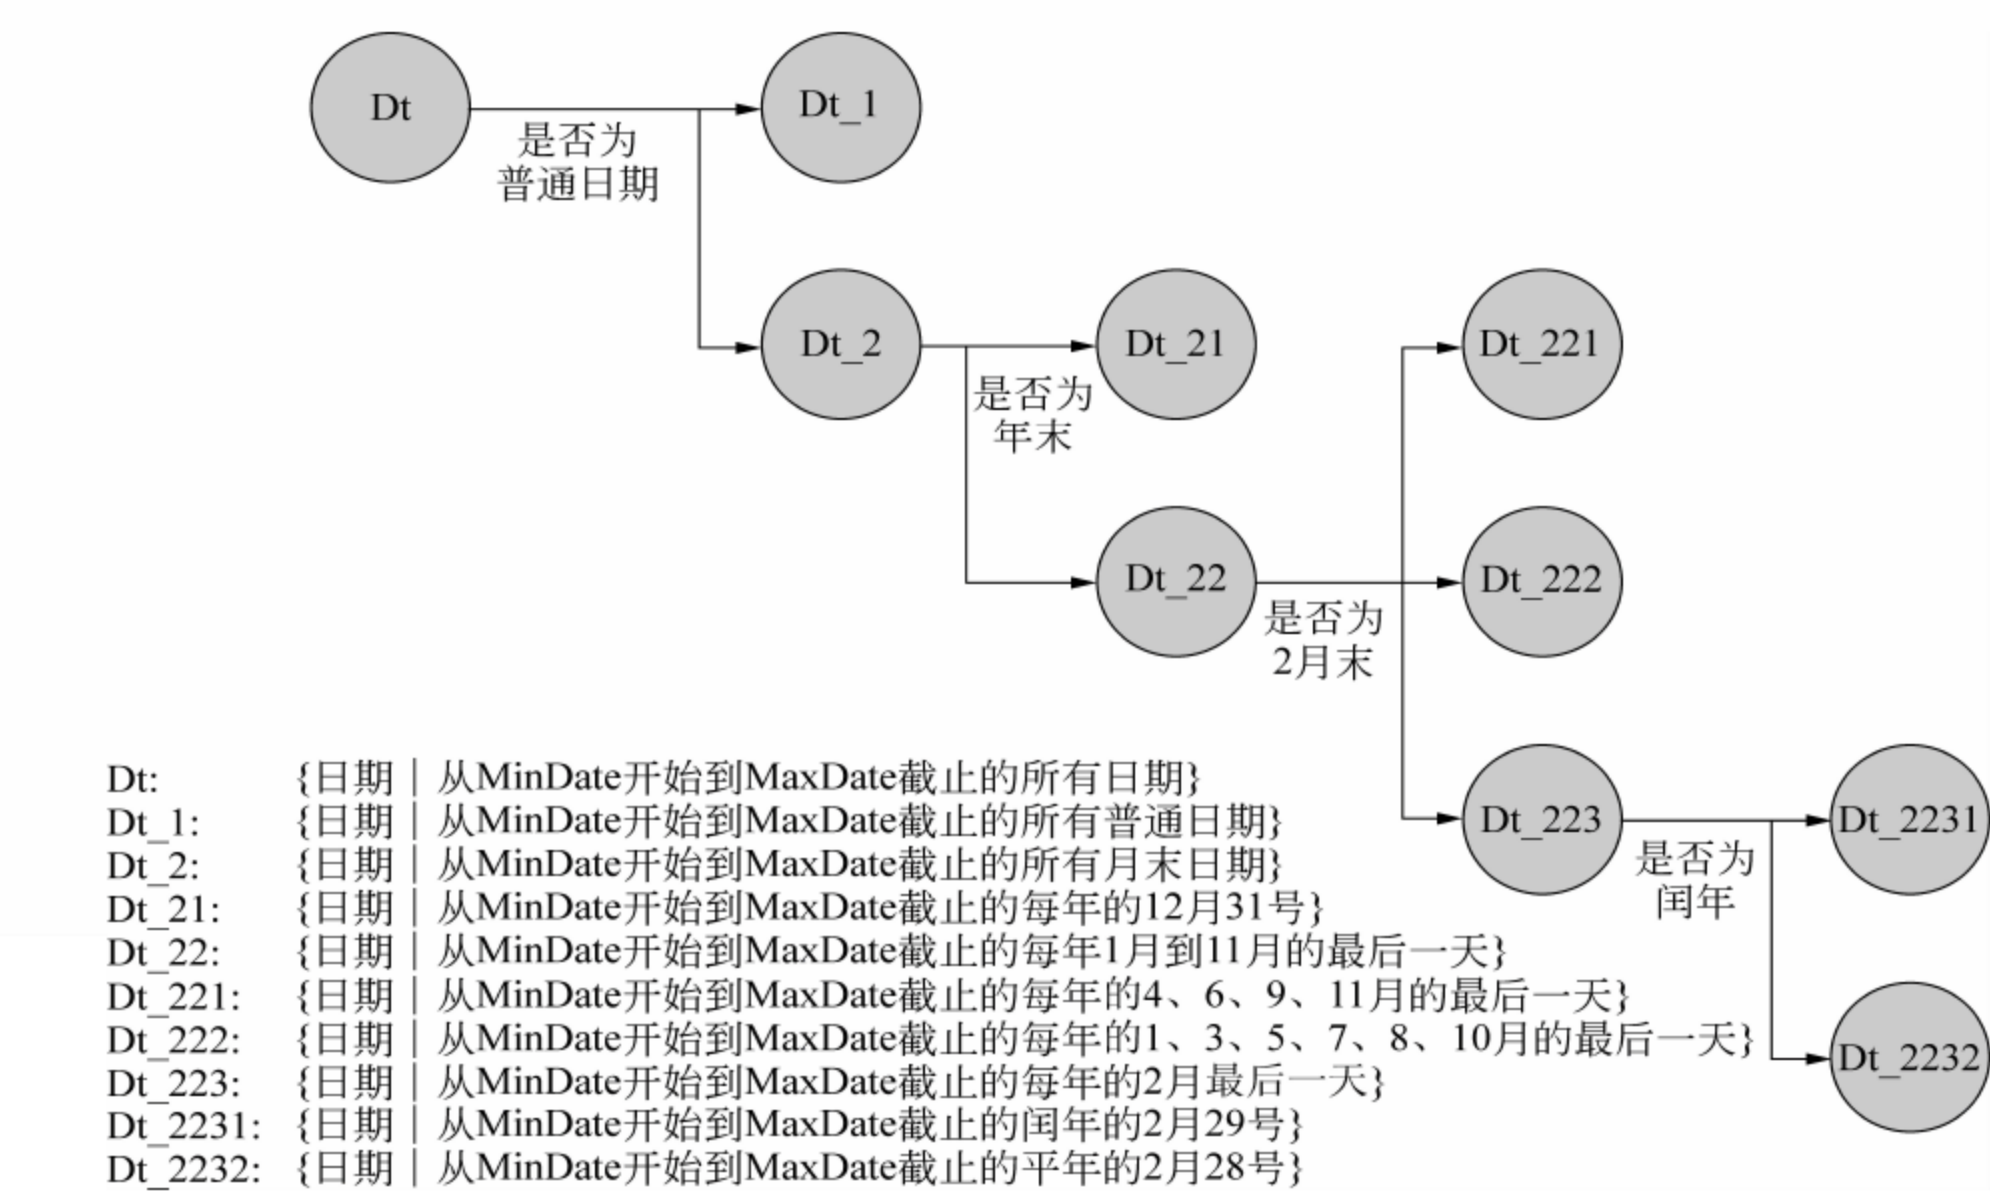 Dt
Dt_1
是否为
普通日期
Dt_2
Dt_21
Dt_221
是否为
年末
Dt_22
Dt_222
是否为
2月末
Dt_223
Dt_2231
是否为
闰年
Dt_2232
Dt: {日期｜从MinDate开始到MaxDate截止的所有日期}
Dt_1: {日期｜从MinDate开始到MaxDate截止的所有普通日期}
Dt_2: {日期｜从MinDate开始到MaxDate截止的所有月末日期}
Dt_21: {日期｜从MinDate开始到MaxDate截止的每年的12月31号}
Dt_22: {日期｜从MinDate开始到MaxDate截止的每年1月到11月的最后一天}
Dt_221: {日期｜从MinDate开始到MaxDate截止的每年的4、6、9、11月的最后一天}
Dt_222: {日期｜从MinDate开始到MaxDate截止的每年的1、3、5、7、8、10月的最后一天}
Dt_223: {日期｜从MinDate开始到MaxDate截止的每年的2月最后一天}
Dt_2231: {日期｜从MinDate开始到MaxDate截止的闰年的2月29号}
Dt_2232: {日期｜从MinDate开始到MaxDate截止的平年的2月28号}